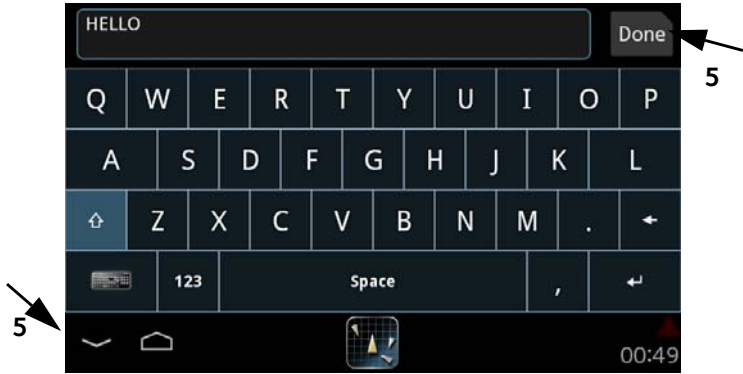 HELLO
Done
5
Q W E R T Y U I O P
A S D F G H J K L
Z X C V B N M .
123 Space ,
5
00:49